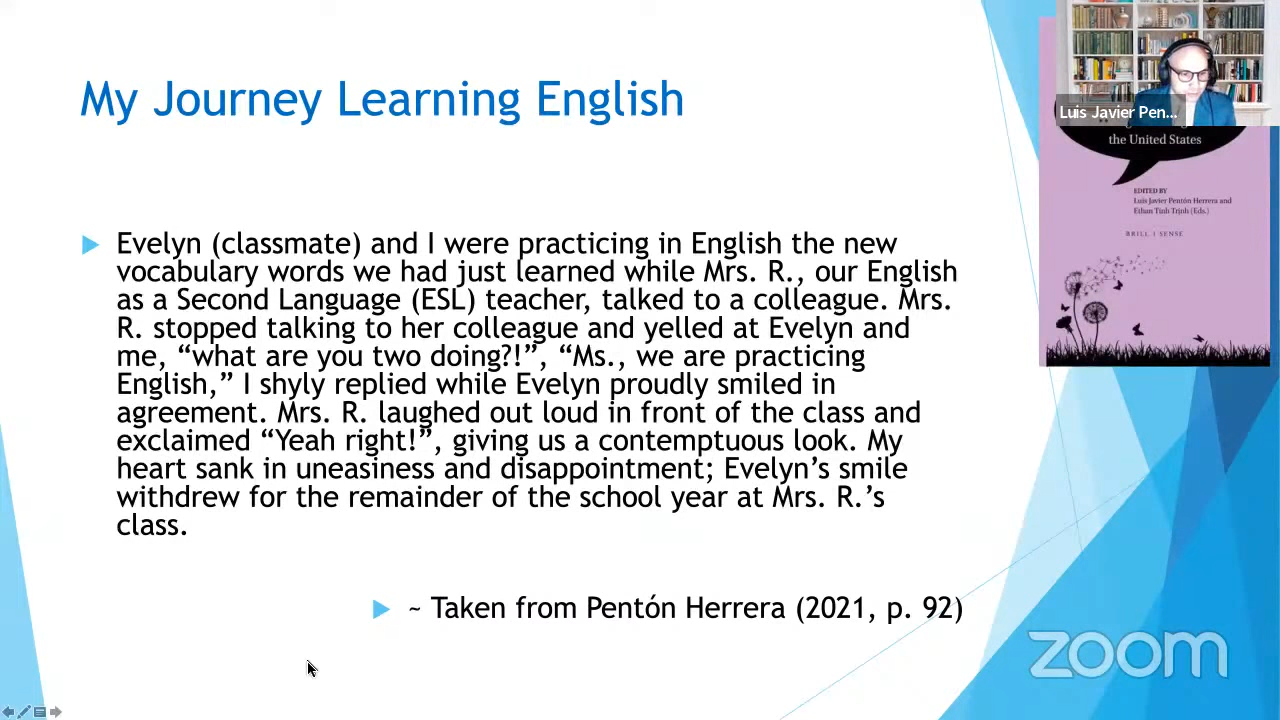 My Journey Learning English
Luis Javier Pen...
the United States
EDITED BY
Luis Javier Pentón Herrera and
Ethan Tinh Trịnh (Eds.)
BRILL | SENSE
Evelyn (classmate) and I were practicing in English the new
vocabulary words we had just learned while Mrs. R., our English
as a Second Language (ESL) teacher, talked to a colleague. Mrs.
R. stopped talking to her colleague and yelled at Evelyn and
me, “what are you two doing?!”, “Ms., we are practicing
English,” I shyly replied while Evelyn proudly smiled in
agreement. Mrs. R. laughed out loud in front of the class and
exclaimed “Yeah right!”, giving us a contemptuous look. My
heart sank in uneasiness and disappointment; Evelyn’s smile
withdrew for the remainder of the school year at Mrs. R.’s
class.
~ Taken from Pentón Herrera (2021, p. 92)
zoom